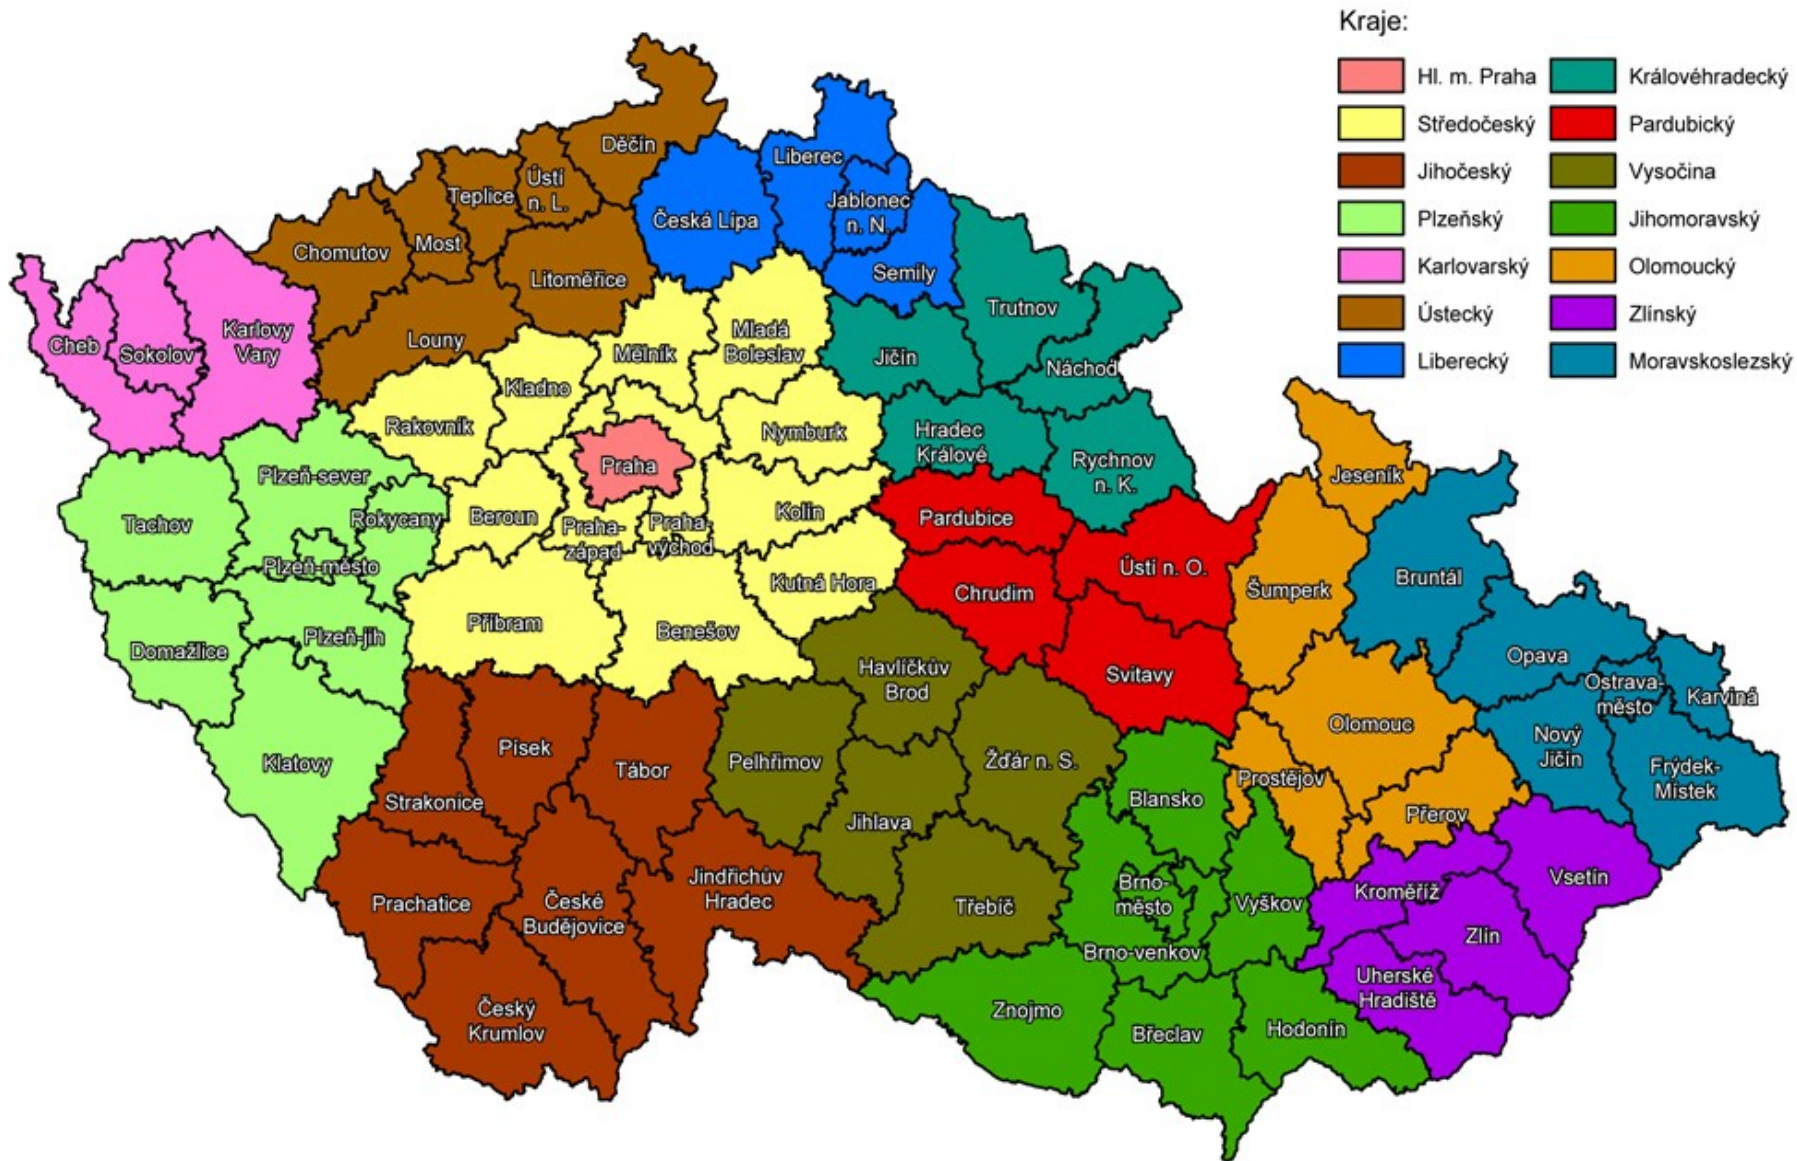 Kraje:
Hl. m. Praha
Středočeský
Jihočeský
Plzeňský
Karlovarský
Ústecký
Liberecký
Královéhradecký
Pardubický
Vysočina
Jihomoravský
Olomoucký
Zlínský
Moravskoslezský
Děčín
Liberec
Ústí
n. L.
Teplice
Jablonec
n. N.
Česká Lípa
Most
Chomutov
Litoměřice
Semily
Trutnov
Louny
Karlovy
Vary
Cheb
Sokolov
Mělník
Mladá
Boleslav
Jičín
Náchod
Kladno
Rakovník
Nymburk
Hradec
Králové
Rychnov
n. K.
Praha
Plzeň-sever
Jeseník
Tachov
Rokycany
Beroun
Praha-
západ
Praha-
východ
Kolín
Pardubice
Plzeň-město
Kutná Hora
Ústí n. O.
Bruntál
Šumperk
Chrudim
Příbram
Benešov
Plzeň-jih
Domažlice
Havlíčkův
Brod
Svitavy
Opava
Ostrava-
město
Karviná
Olomouc
Nový
Jičín
Frýdek-
Místek
Klatovy
Písek
Tábor
Pelhřimov
Žďár n. S.
Prostějov
Strakonice
Jihlava
Blansko
Přerov
Prachatice
České
Budějovice
Jindřichův
Hradec
Třebíč
Brno-
město
Vyškov
Kroměříž
Vsetín
Zlín
Brno-venkov
Uherské
Hradiště
Český
Krumlov
Znojmo
Břeclav
Hodonín